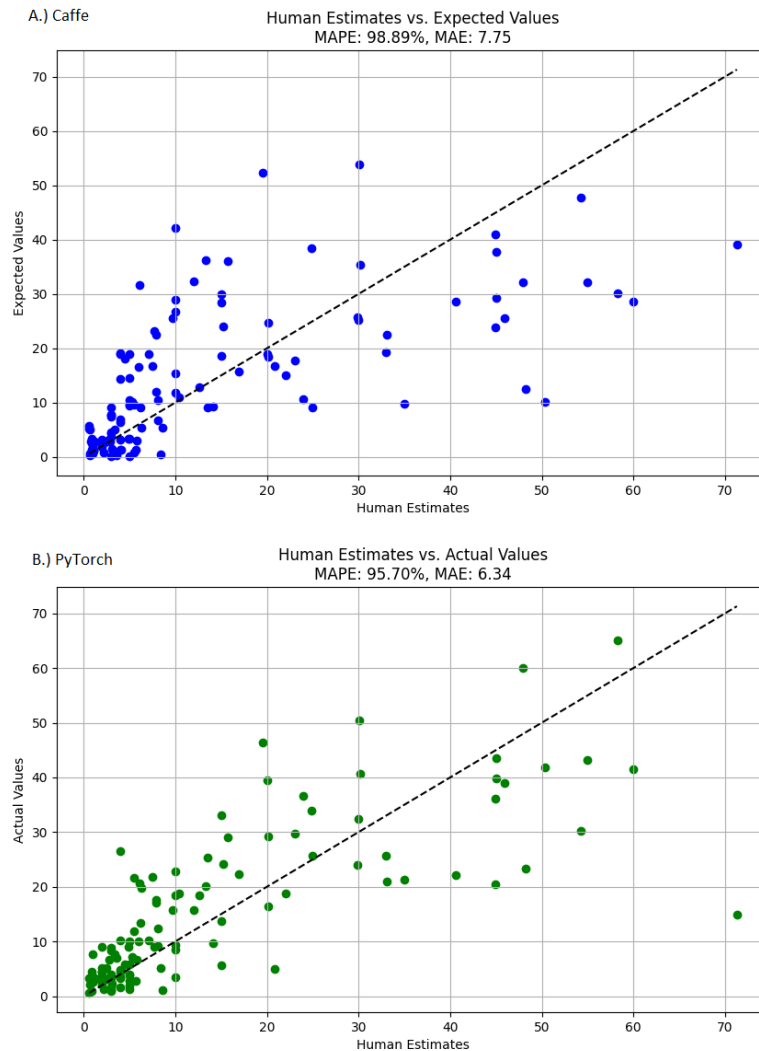 A.) Caffe
Human Estimates vs. Expected Values
MAPE: 98.89%, MAE: 7.75
70
60
50
40
30
20
10
0
Expected Values
0 10 20 30 40 50 60 70
Human Estimates
B.) PyTorch
Human Estimates vs. Actual Values
MAPE: 95.70%, MAE: 6.34
70
60
50
40
30
20
10
0
Actual Values
0 10 20 30 40 50 60 70
Human Estimates